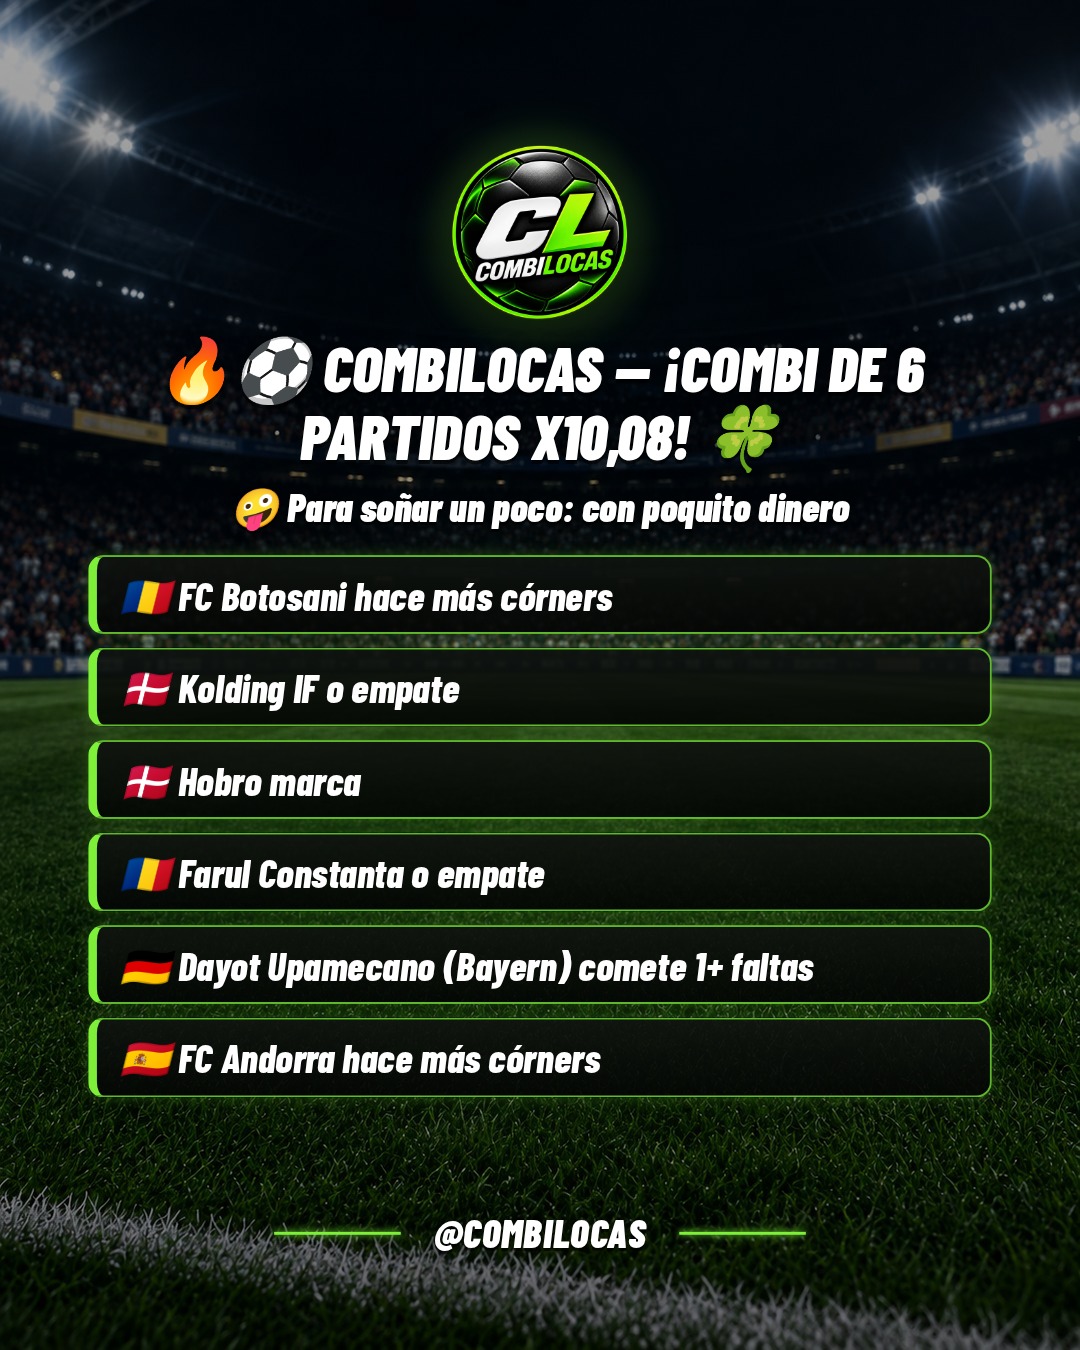 CL
COMBILOCAS
🔥⚽ COMBILOCAS — ¡COMBI DE 6
PARTIDOS X10,08! 🍀
🤪 Para soñar un poco: con poquito dinero
🇷🇴 FC Botosani hace más córners
🇩🇰 Kolding IF o empate
🇩🇰 Hobro marca
🇷🇴 Farul Constanta o empate
🇩🇪 Dayot Upamecano (Bayern) comete 1+ faltas
🇪🇸 FC Andorra hace más córners
@COMBILOCAS